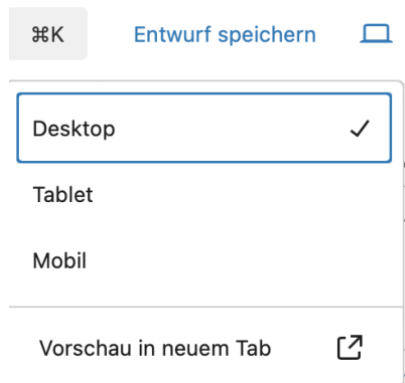 ⌘K Entwurf speichern
Desktop
Tablet
Mobil
Vorschau in neuem Tab